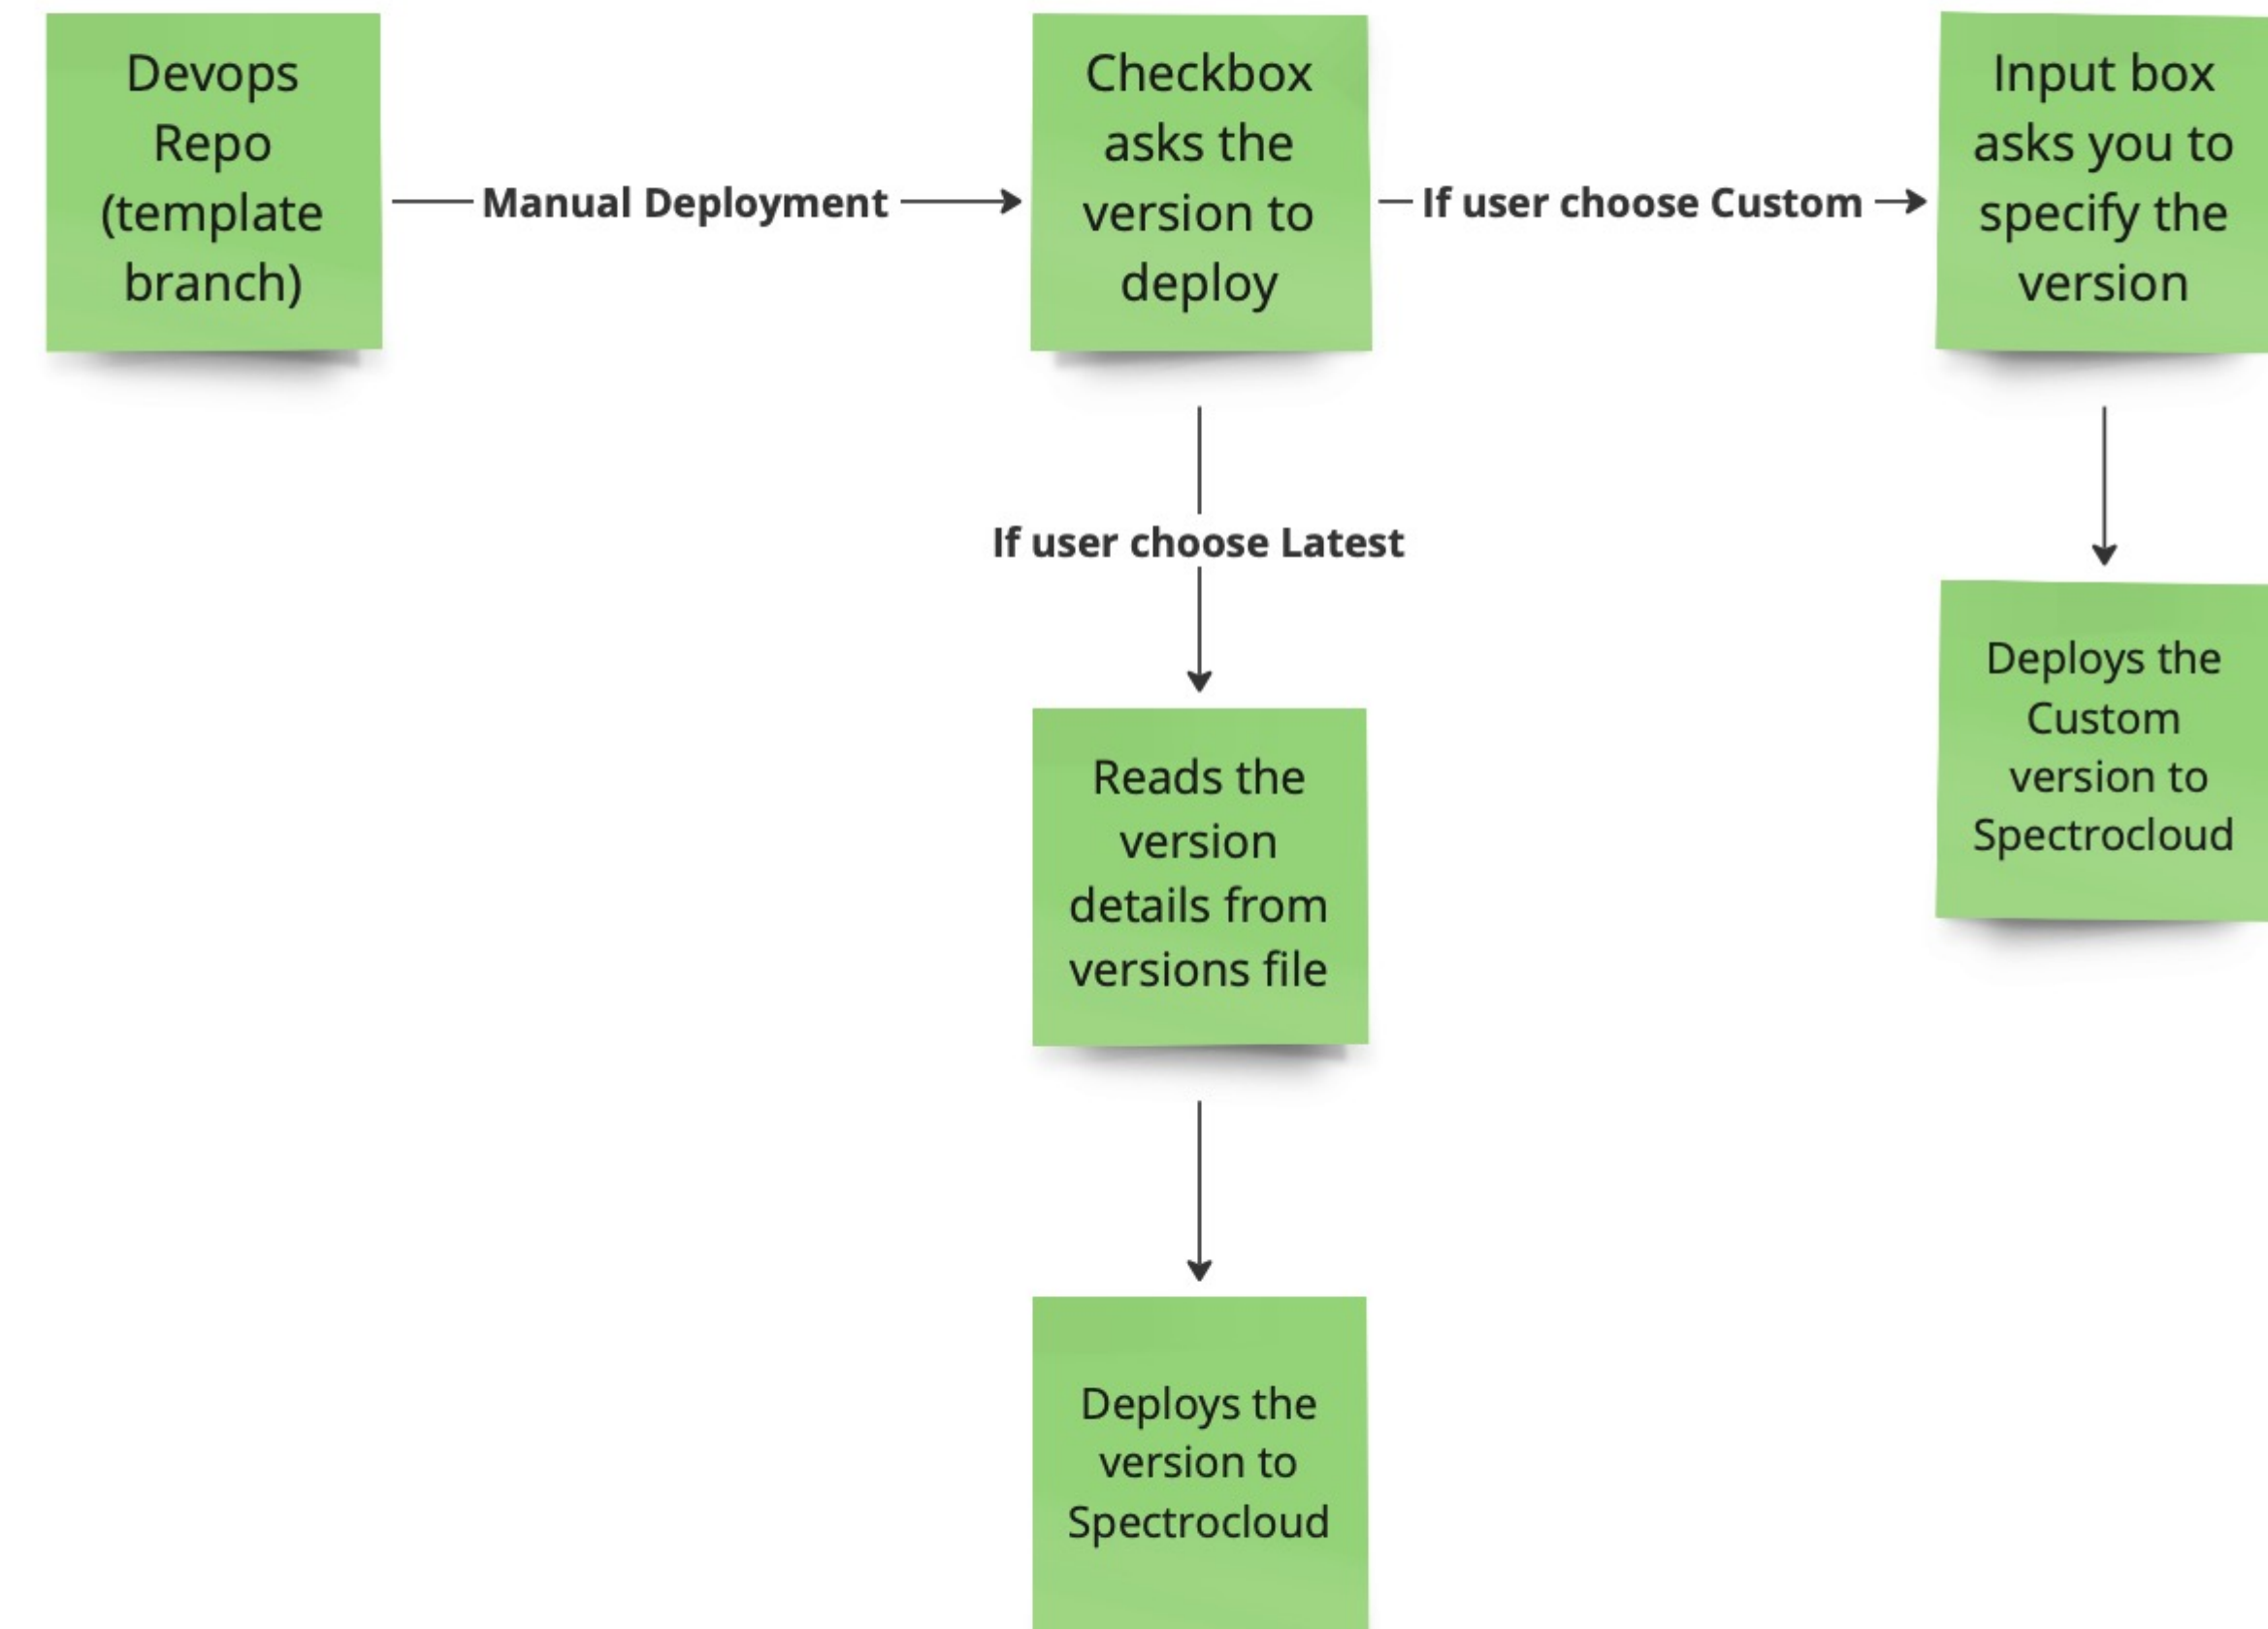 Devops
Repo
(template
branch)
Manual Deployment
Checkbox
asks the
version to
deploy
If user choose Custom
Input box
asks you to
specify the
version
If user choose Latest
Deploys the
Custom
version to
Spectrocloud
Reads the
version
details from
versions file
Deploys the
version to
Spectrocloud